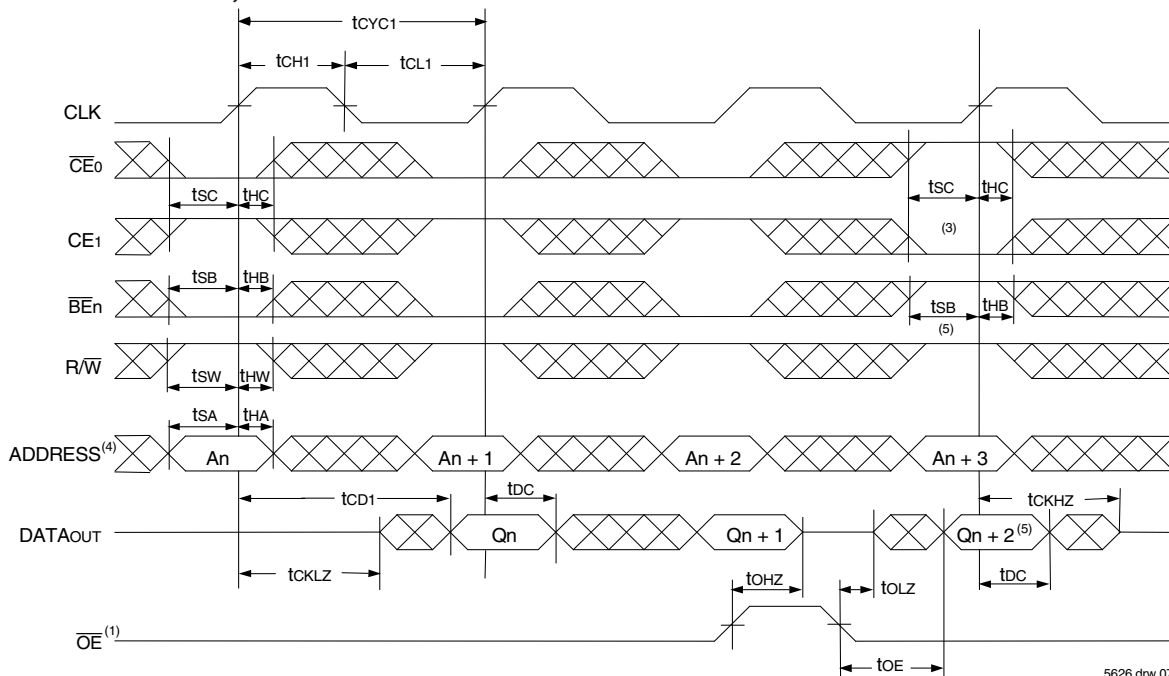 tCYC1
tCH1 tCL1
CLK
CE0
tSC tHC tSC tHC
CE1 (3)
tSB tHB
BEn tSB tHB
(5)
R/W
tSW tHW
tSA tHA
ADDRESS(4) An An + 1 An + 2 An + 3
tCD1 tDC tCKHZ
DATAOUT Qn Qn + 1 Qn + 2(5)
tCKLZ tOHZ tOLZ tDC
OE(1)
tOE
5626 drw 07